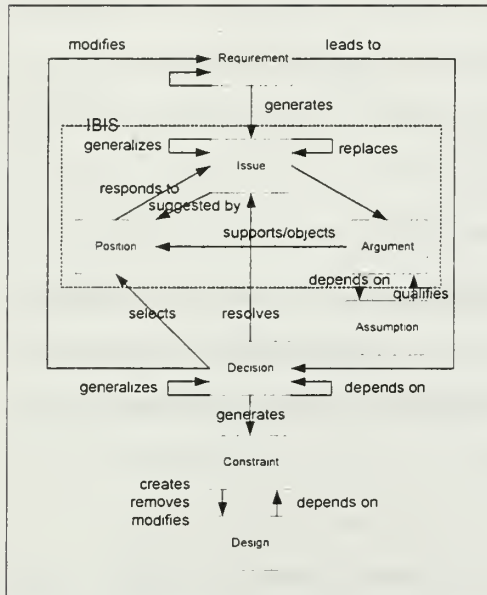 modifies
Requirement
leads to
generates
IBIS
generalizes
replaces
Issue
responds to
suggested by
supports/objects
Position
Argument
depends on
qualifies
selects
resolves
Assumption
Decision
generalizes
depends on
generates
Constraint
creates
removes
modifies
depends on
Design